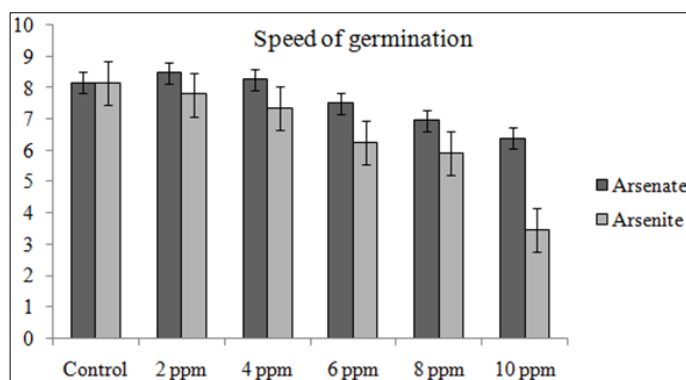 Speed of germination
10
9
8
7
6
5
4
3
2
1
0
Control 2 ppm 4 ppm 6 ppm 8 ppm 10 ppm
Arsenate
Arsenite